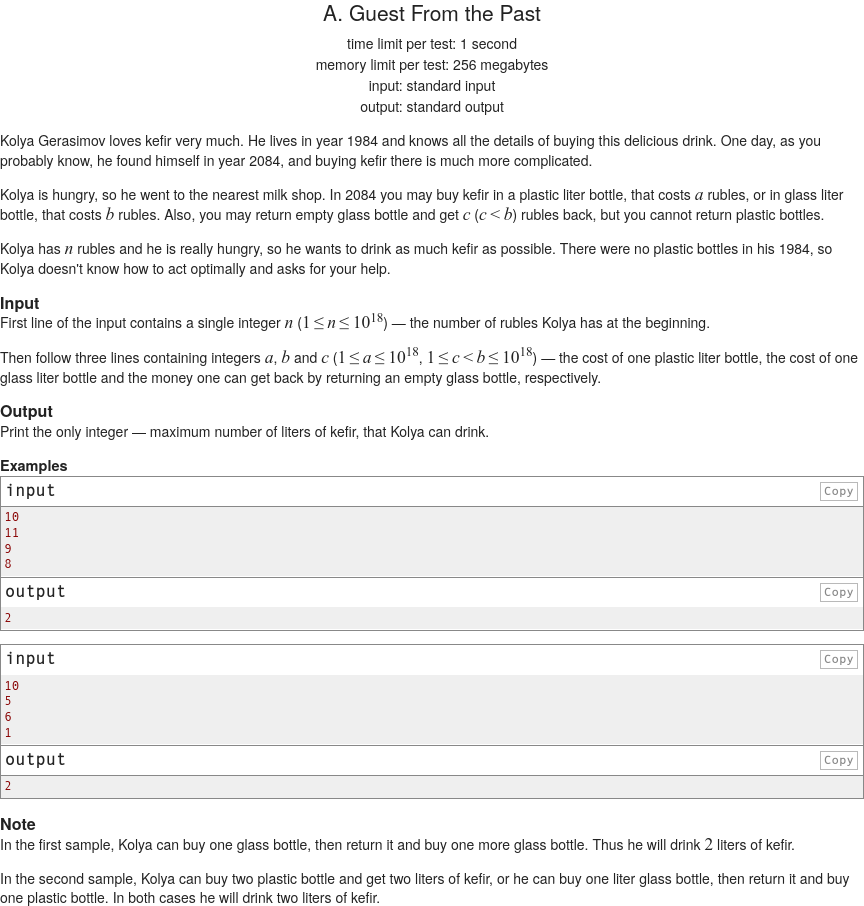 A. Guest From the Past
time limit per test: 1 second
memory limit per test: 256 megabytes
input: standard input
output: standard output
Kolya Gerasimov loves kefir very much. He lives in year 1984 and knows all the details of buying this delicious drink. One day, as you
probably know, he found himself in year 2084, and buying kefir there is much more complicated.
Kolya is hungry, so he went to the nearest milk shop. In 2084 you may buy kefir in a plastic liter bottle, that costs a rubles, or in glass liter
bottle, that costs b rubles. Also, you may return empty glass bottle and get c (c < b) rubles back, but you cannot return plastic bottles.
Kolya has n rubles and he is really hungry, so he wants to drink as much kefir as possible. There were no plastic bottles in his 1984, so
Kolya doesn't know how to act optimally and asks for your help.
Input
First line of the input contains a single integer n (1 ≤ n ≤ 10^18) — the number of rubles Kolya has at the beginning.
Then follow three lines containing integers a, b and c (1 ≤ a ≤ 10^18, 1 ≤ c < b ≤ 10^18) — the cost of one plastic liter bottle, the cost of one
glass liter bottle and the money one can get back by returning an empty glass bottle, respectively.
Output
Print the only integer — maximum number of liters of kefir, that Kolya can drink.
Examples
input Copy
10
11
9
8
output Copy
2
input Copy
10
5
6
1
output Copy
2
Note
In the first sample, Kolya can buy one glass bottle, then return it and buy one more glass bottle. Thus he will drink 2 liters of kefir.
In the second sample, Kolya can buy two plastic bottle and get two liters of kefir, or he can buy one liter glass bottle, then return it and buy
one plastic bottle. In both cases he will drink two liters of kefir.